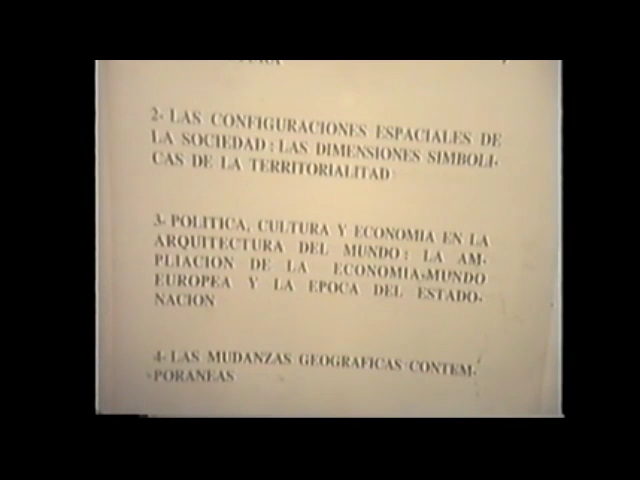 2- LAS CONFIGURACIONES ESPACIALES DE
LA SOCIEDAD : LAS DIMENSIONES SIMBOLI-
CAS DE LA TERRITORIALITAD
3- POLITICA, CULTURA Y ECONOMIA EN LA
ARQUITECTURA DEL MUNDO : LA AM-
PLIACION DE LA ECONOMIA-MUNDO
EUROPEA Y LA EPOCA DEL ESTADO-
NACION
4- LAS MUDANZAS GEOGRAFICAS CONTEM-
PORANEAS